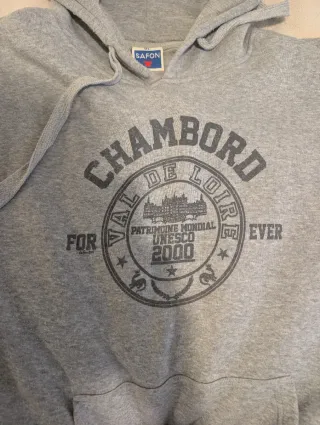 SAFON
CHAMBORD
VAL DE LOIRE
PATRIMOINE MONDIAL
UNESCO
2000
FOR
EVER